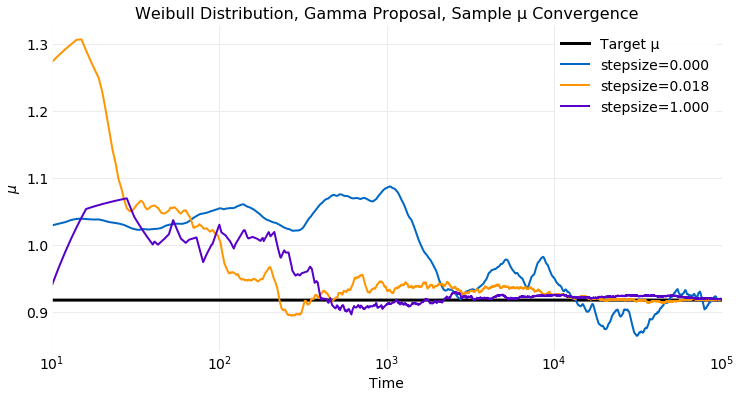 Weibull Distribution, Gamma Proposal, Sample μ Convergence
Target μ
stepsize=0.000
stepsize=0.018
stepsize=1.000
1.3
1.2
1.1
1.0
0.9
μ
10¹ 10² 10³ 10⁴ 10⁵
Time